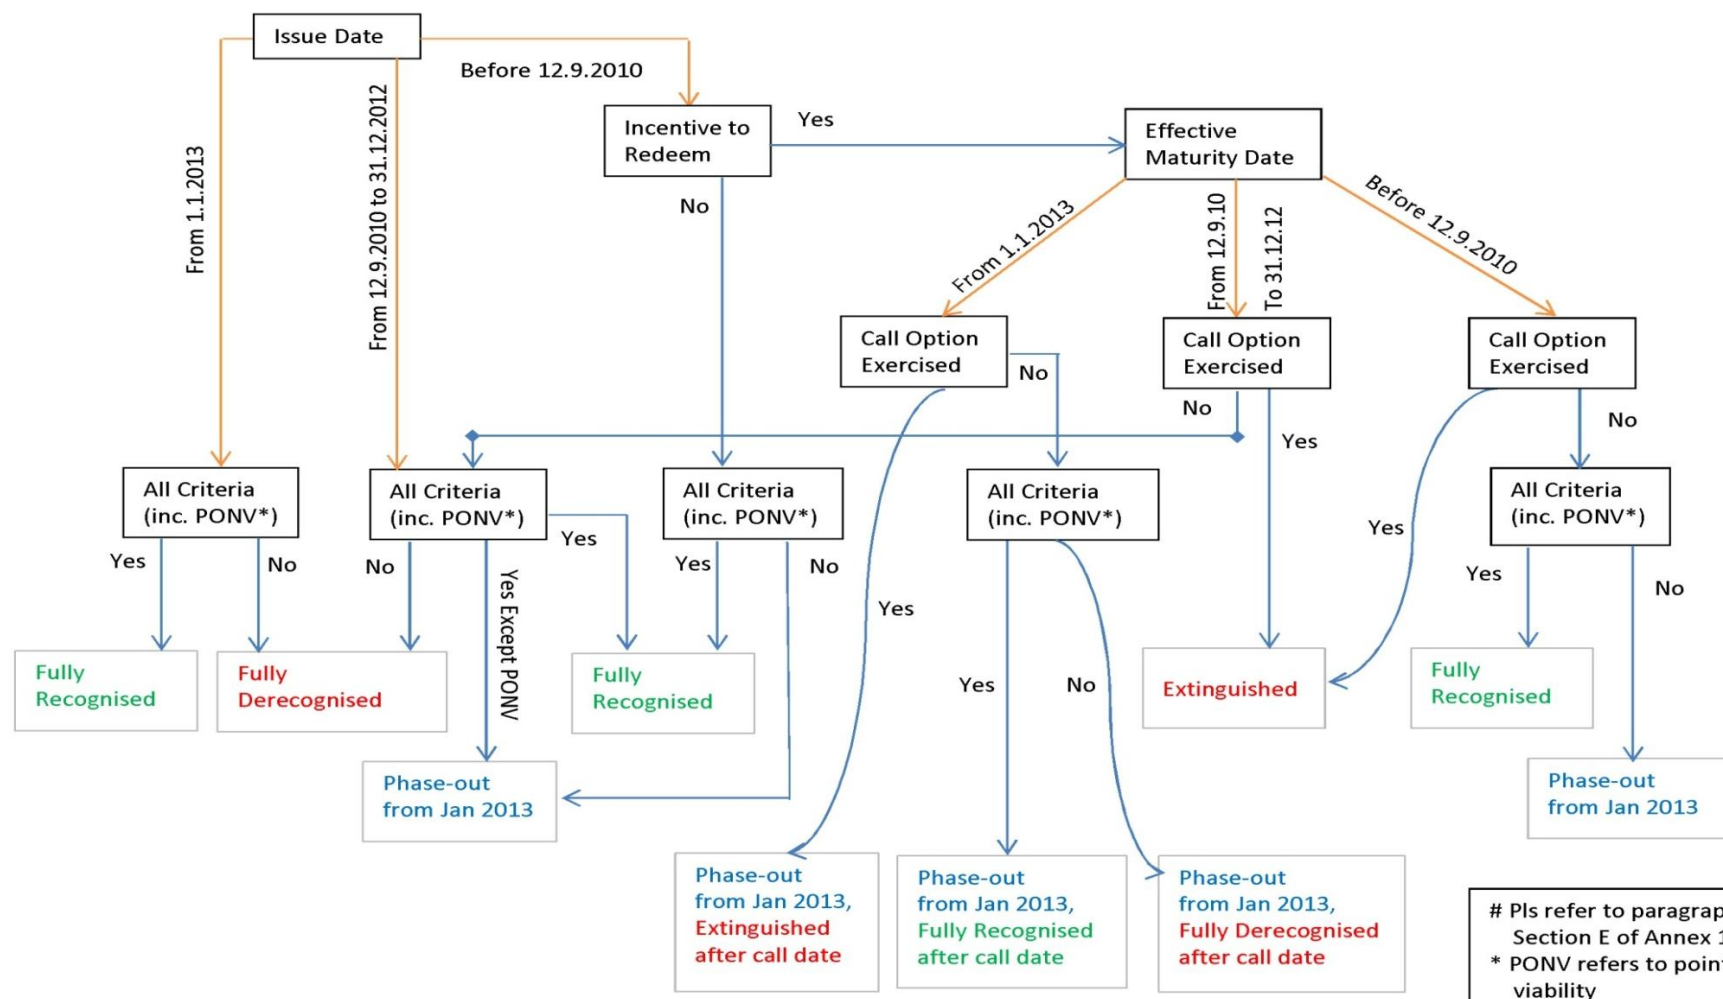 Issue Date
Before 12.9.2010
From 1.1.2013
From 12.9.2010 to 31.12.2012
Incentive to
Redeem
Yes
No
Effective
Maturity Date
From 1.1.2013
From 12.9.10
To 31.12.12
Before 12.9.2010
Call Option
Exercised
No
Yes
Call Option
Exercised
No
Yes
Call Option
Exercised
No
Yes
All Criteria
(inc. PONV*)
Yes
No
All Criteria
(inc. PONV*)
No
Yes Except PONV
Yes
All Criteria
(inc. PONV*)
Yes
No
All Criteria
(inc. PONV*)
Yes
No
All Criteria
(inc. PONV*)
Yes
No
Fully
Recognised
Fully
Derecognised
Fully
Recognised
Extinguished
Fully
Recognised
Phase-out
from Jan 2013
Phase-out
from Jan 2013
Phase-out
from Jan 2013,
Extinguished
after call date
Phase-out
from Jan 2013,
Fully Recognised
after call date
Phase-out
from Jan 2013,
Fully Derecognised
after call date
# Pls refer to
Section E of Annex 1
* PONV refers to point
viability